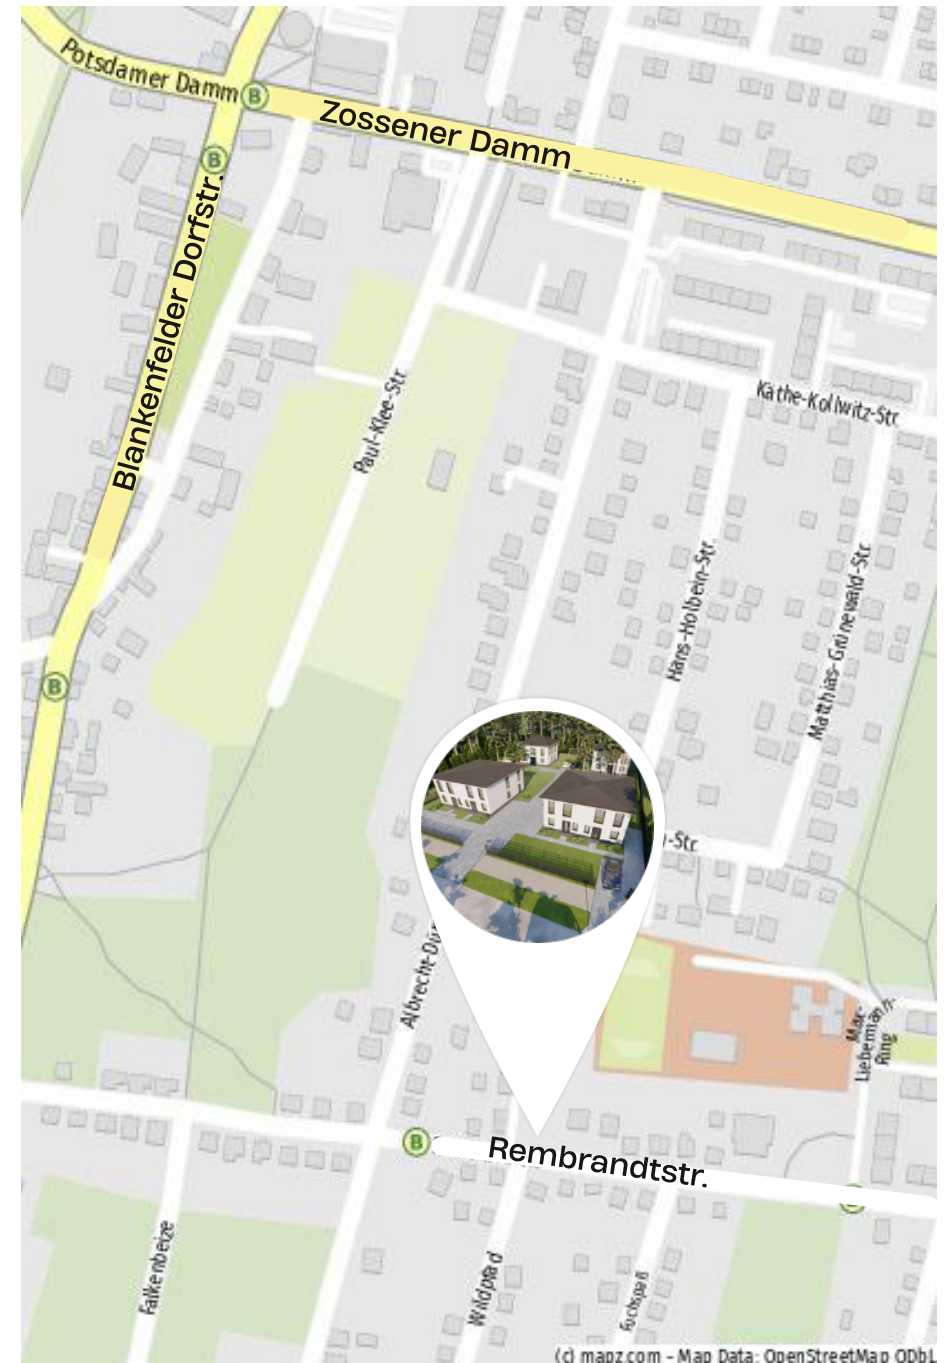 Potsdamer Damm
B
Zossener Damm
B
Blankenfelder Dorfstr.
Paul-Klee-Str.
Käthe-Kollwitz-Str.
Hans-Holbein-Str.
Matthias-Grünewald-Str.
B
-Str.
Albrecht-Dür
Max-
Liebermann-
Ring
B
Rembrandtstr.
Falkenbeize
Wildpfad
Fuchspaß
(c) mapz.com - Map Data: OpenStreetMap ODbL